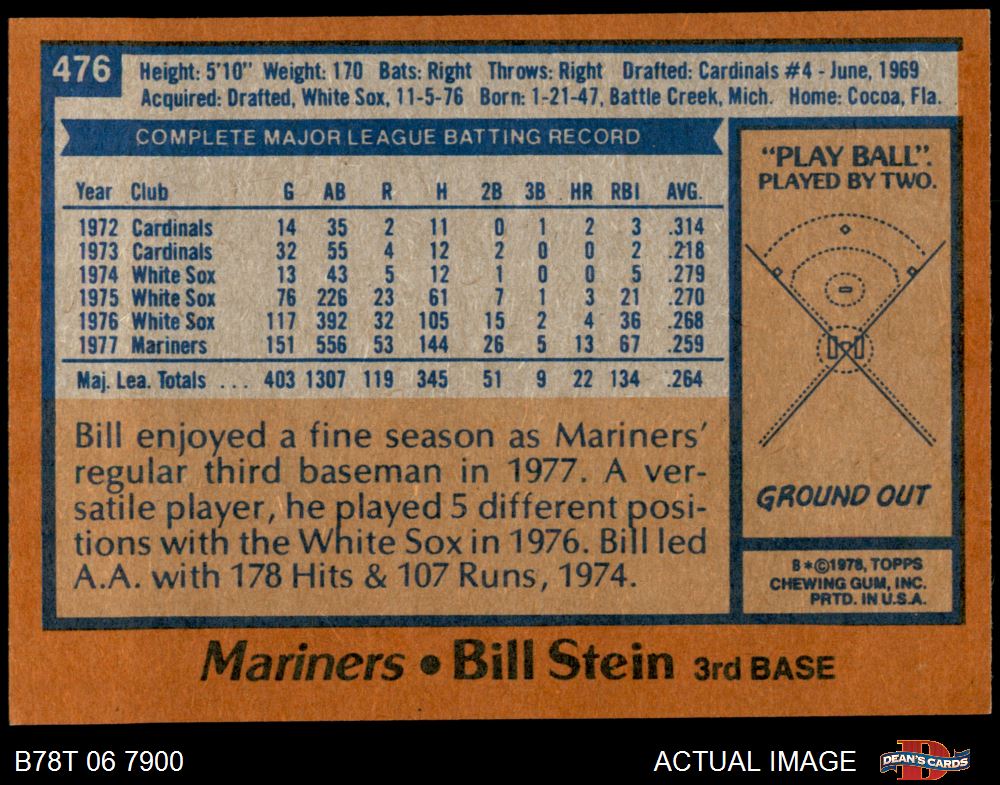 476
Height: 5'10" Weight: 170 Bats: Right Throws: Right Drafted: Cardinals #4 - June, 1969
Acquired: Drafted, White Sox, 11-5-76 Born: 1-21-47, Battle Creek, Mich. Home: Cocoa, Fla.
COMPLETE MAJOR LEAGUE BATTING RECORD
Year Club G AB R H 2B 3B HR RBI AVG.
1972 Cardinals 14 35 2 11 0 1 2 3 .314
1973 Cardinals 32 55 4 12 2 0 0 2 .218
1974 White Sox 13 43 5 12 1 0 0 5 .279
1975 White Sox 76 226 23 61 7 1 3 21 .270
1976 White Sox 117 392 32 105 15 2 4 36 .268
1977 Mariners 151 556 53 144 26 5 13 67 .259
Maj. Lea. Totals ... 403 1307 119 345 51 9 22 134 .264
Bill enjoyed a fine season as Mariners'
regular third baseman in 1977. A ver-
satile player, he played 5 different posi-
tions with the White Sox in 1976. Bill led
A.A. with 178 Hits & 107 Runs, 1974.
"PLAY BALL".
PLAYED BY TWO.
GROUND OUT
B*©1978, TOPPS
CHEWING GUM, INC.
PRTD. IN U.S.A.
Mariners • Bill Stein 3rd BASE
B78T 06 7900
ACTUAL IMAGE
D
DEAN'S CARDS